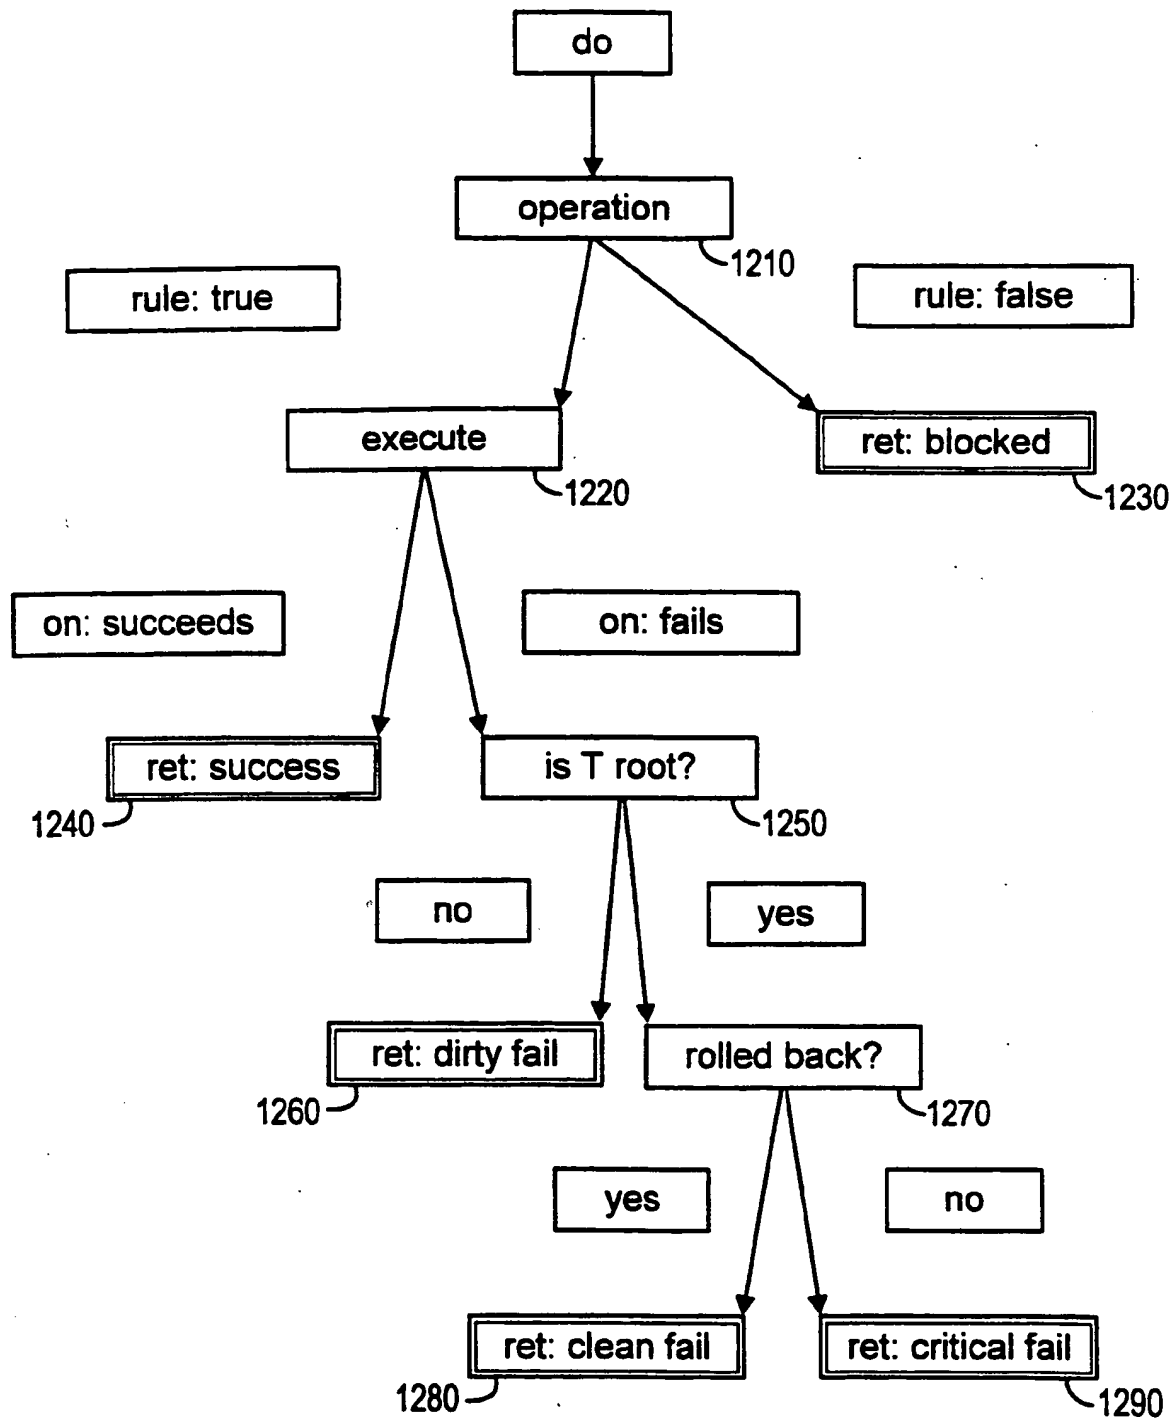 do
operation
1210
rule: true
rule: false
execute
1220
ret: blocked
1230
on: succeeds
on: fails
ret: success
1240
is T root?
1250
no
yes
ret: dirty fail
1260
rolled back?
1270
yes
no
ret: clean fail
1280
ret: critical fail
1290